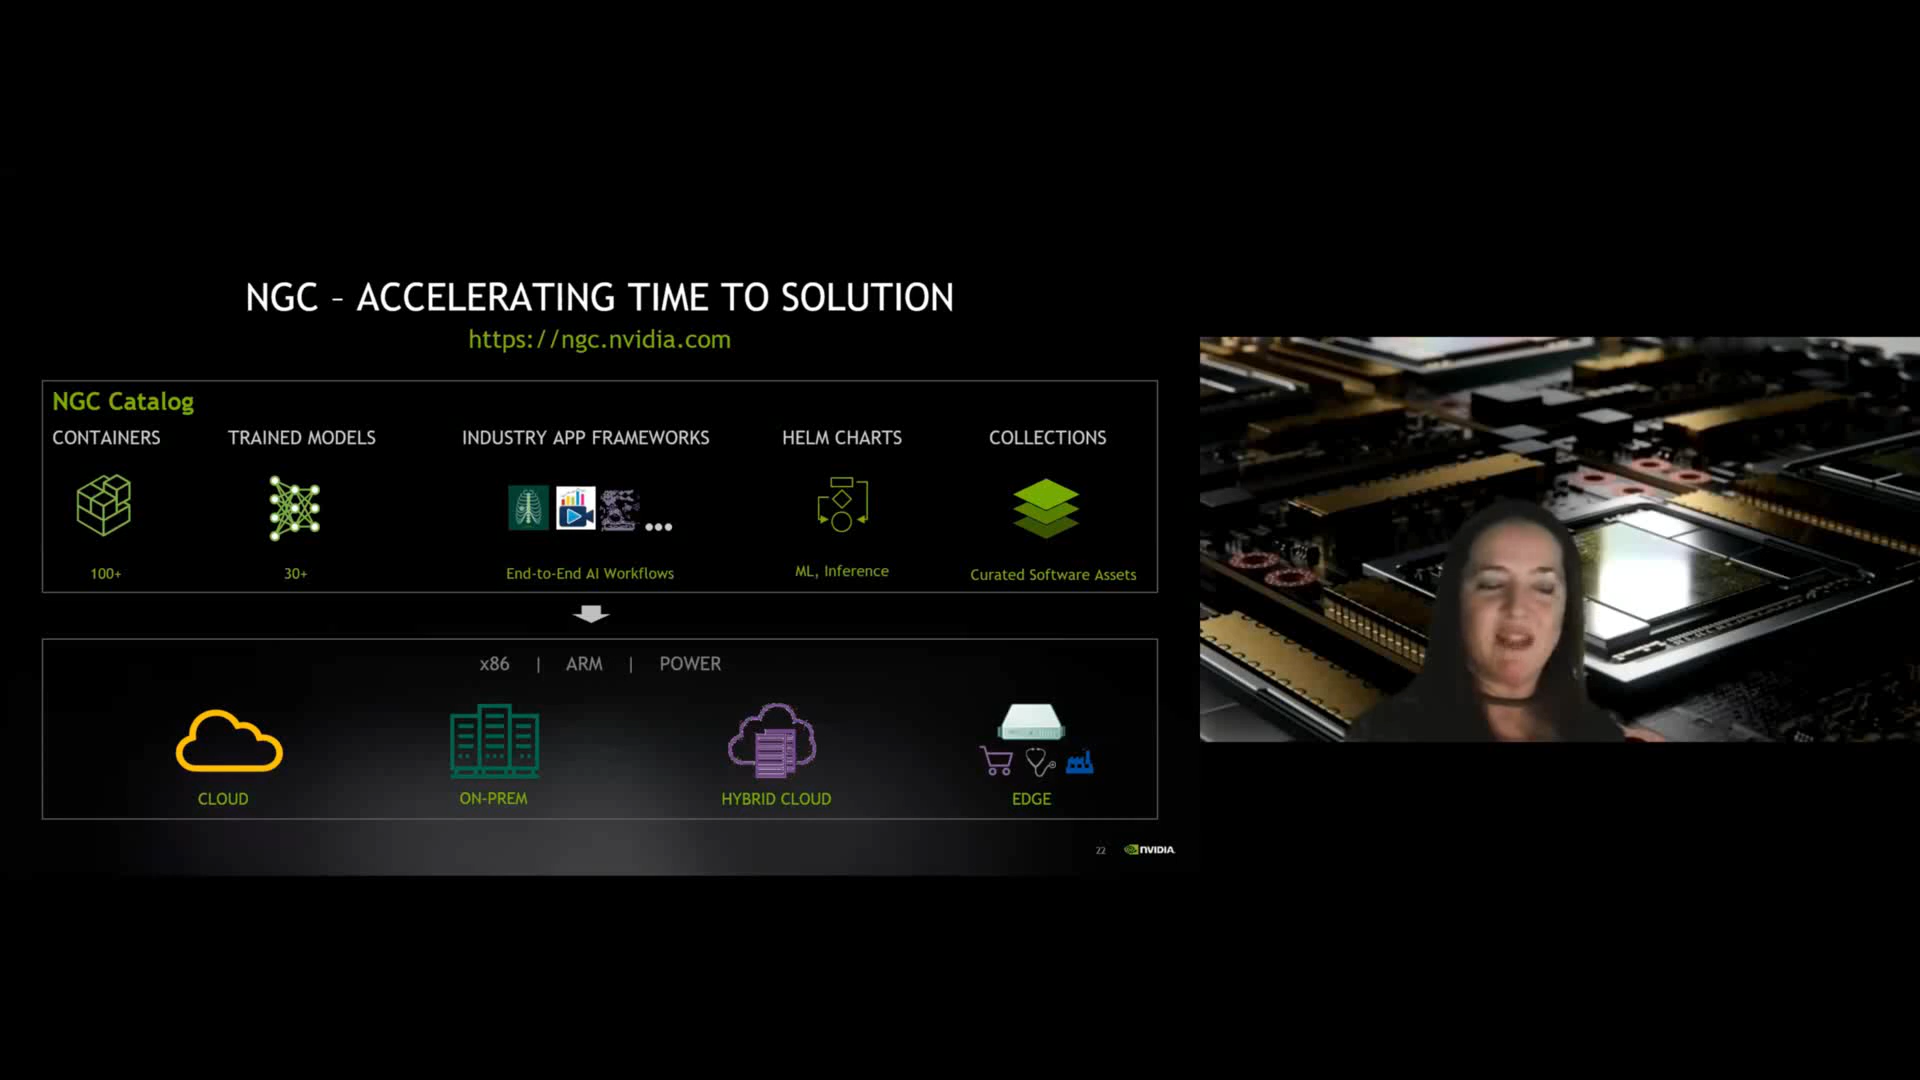 NGC – ACCELERATING TIME TO SOLUTION
https://ngc.nvidia.com
NGC Catalog
CONTAINERS
TRAINED MODELS
INDUSTRY APP FRAMEWORKS
HELM CHARTS
COLLECTIONS
100+
30+
End-to-End AI Workflows
ML, Inference
Curated Software Assets
x86 | ARM | POWER
CLOUD
ON-PREM
HYBRID CLOUD
EDGE
22
NVIDIA